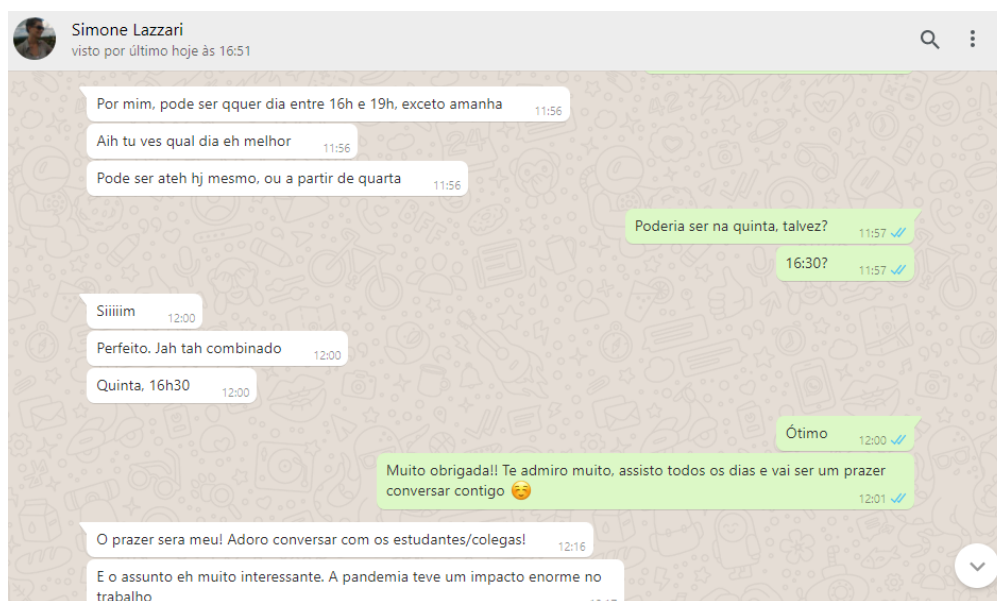 Simone Lazzari
visto por último hoje às 16:51
Por mim, pode ser qquer dia entre 16h e 19h, exceto amanha 11:56
Aih tu ves qual dia eh melhor 11:56
Pode ser ateh hj mesmo, ou a partir de quarta 11:56
Poderia ser na quinta, talvez? 11:57
16:30? 11:57
Siiiiim 12:00
Perfeito. Jah tah combinado 12:00
Quinta, 16h30 12:00
Ótimo 12:00
Muito obrigada!! Te admiro muito, assisto todos os dias e vai ser um prazer
conversar contigo 12:01
O prazer sera meu! Adoro conversar com os estudantes/colegas! 12:16
E o assunto eh muito interessante. A pandemia teve um impacto enorme no
trabalho